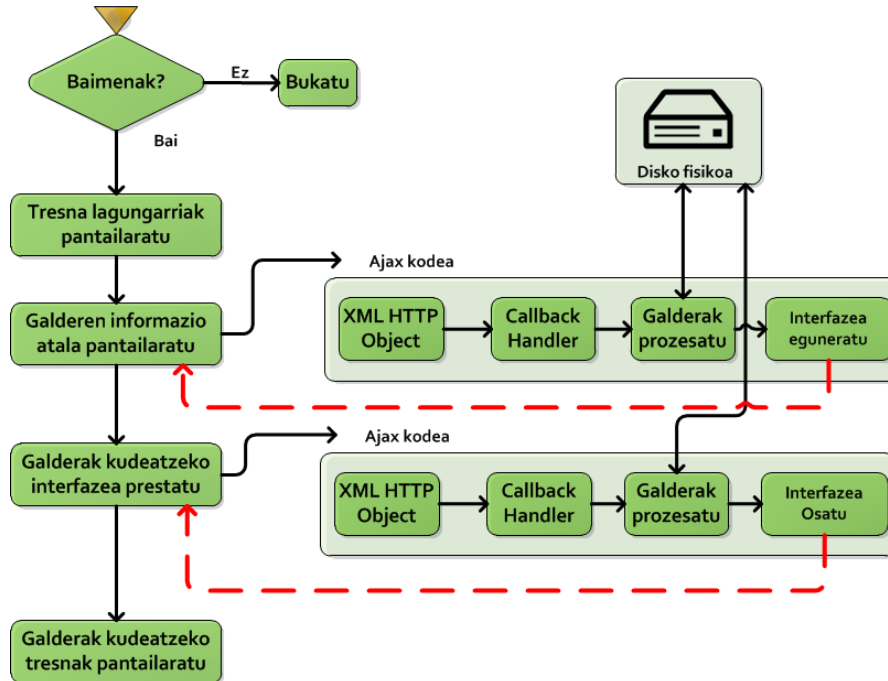 Baimenak?
Ez
Bukatu
Bai
Disko fisikoa
Tresna lagungarriak
pantailaratu
Ajax kodea
Galderen informazio
atala pantailaratu
XML HTTP
Object
Callback
Handler
Galderak
prozesatu
Interfazea
eguneratu
Ajax kodea
Galderak kudeatzeko
interfazea prestatu
XML HTTP
Object
Callback
Handler
Galderak
prozesatu
Interfazea
Osatu
Galderak kudeatzeko
tresnak pantailaratu